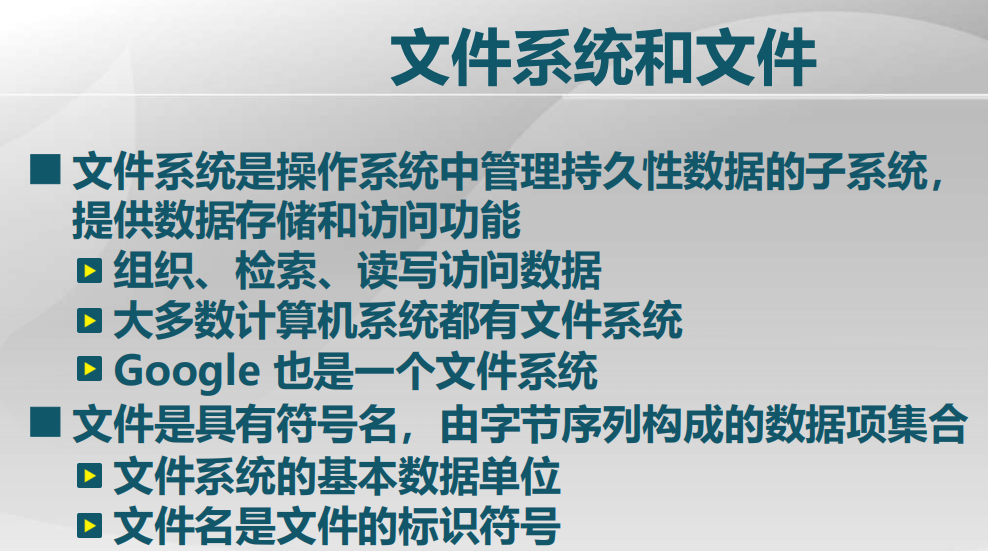 文件系统和文件
文件系统是操作系统中管理持久性数据的子系统，
提供数据存储和访问功能
组织、检索、读写访问数据
大多数计算机系统都有文件系统
Google 也是一个文件系统
文件是具有符号名，由字节序列构成的数据项集合
文件系统的基本数据单位
文件名是文件的标识符号